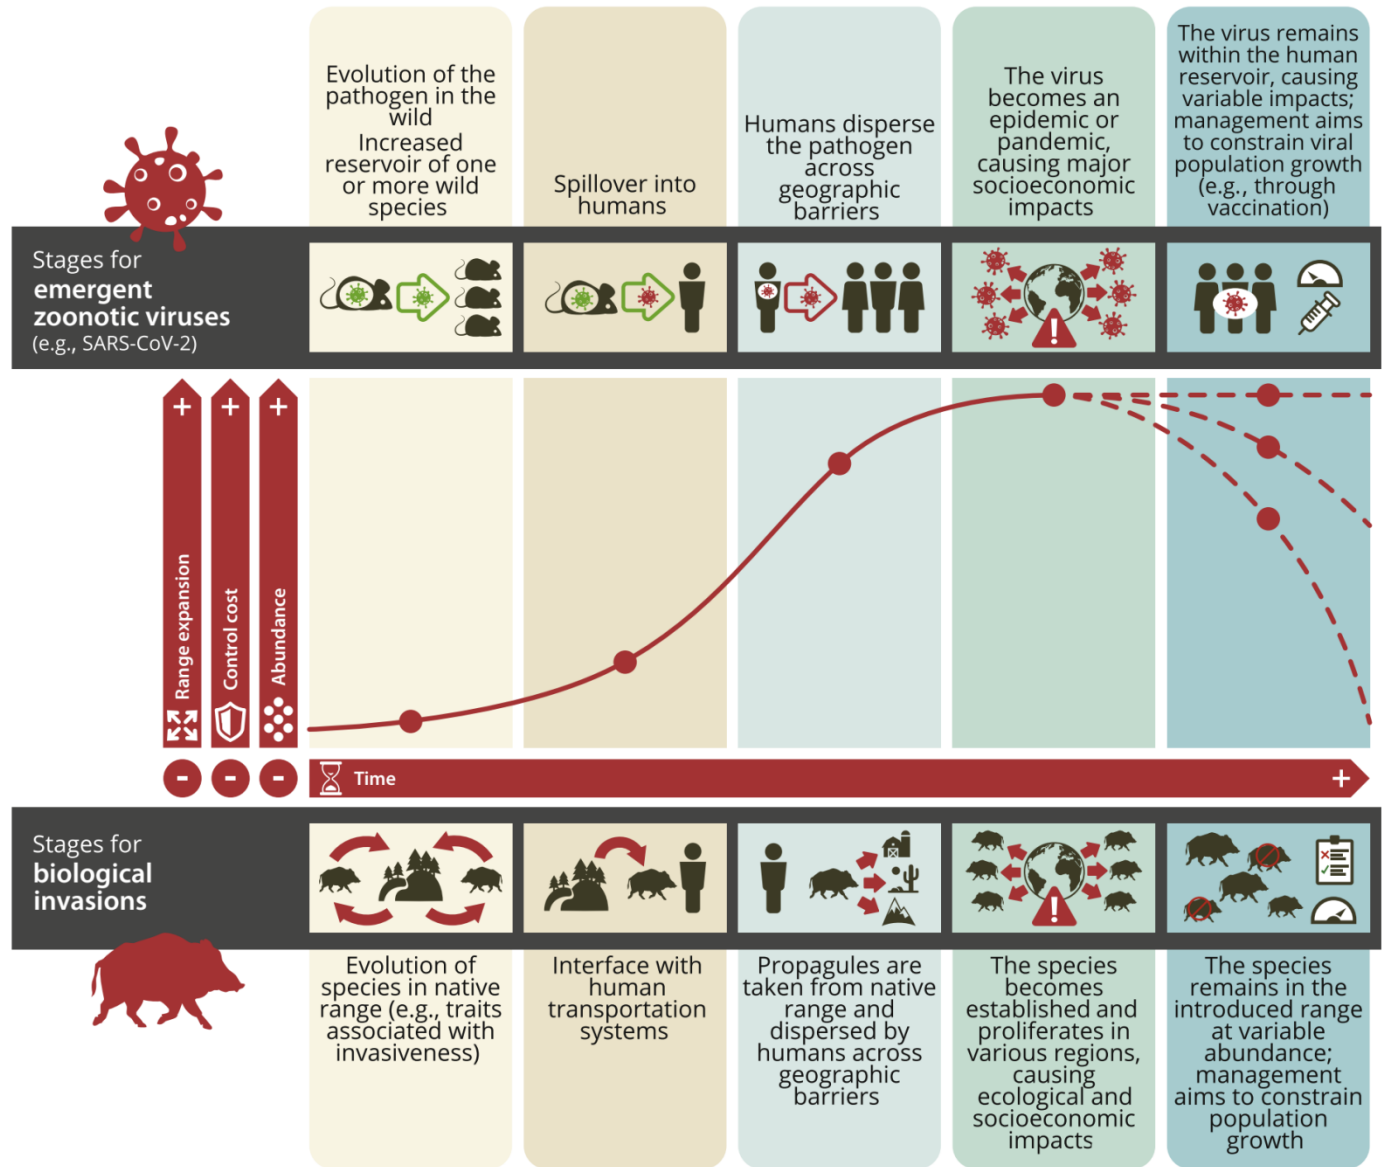 Evolution of the
pathogen in the
wild
Increased
reservoir of one
or more wild
species
Spillover into
humans
Humans disperse
the pathogen
across
geographic
barriers
The virus
becomes an
epidemic or
pandemic,
causing major
socioeconomic
impacts
The virus remains
within the human
reservoir, causing
variable impacts;
management aims
to constrain viral
population growth
(e.g., through
vaccination)
Stages for
emergent
zoonotic viruses
(e.g., SARS-CoV-2)
!
+
+
+
Range expansion
Control cost
Abundance
-
-
-
Time
+
Stages for
biological
invasions
!
Evolution of
species in native
range (e.g., traits
associated with
invasiveness)
Interface with
human
transportation
systems
Propagules are
taken from native
range and
dispersed by
humans across
geographic
barriers
The species
becomes
established and
proliferates in
various regions,
causing
ecological and
socioeconomic
impacts
The species
remains in the
introduced range
at variable
abundance;
management
aims to constrain
population
growth